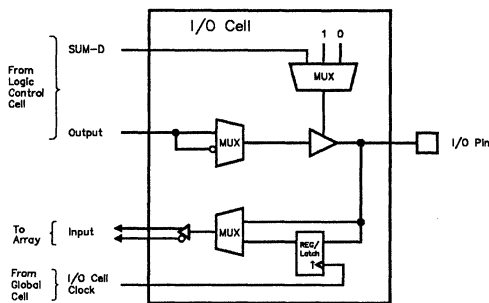 I/O Cell
SUM-D
1 0
MUX
From
Logic
Control
Cell
Output
MUX
I/O Pin
To
Array
Input
MUX
REG/
Latch
From
Global
Cell
I/O Cell
Clock